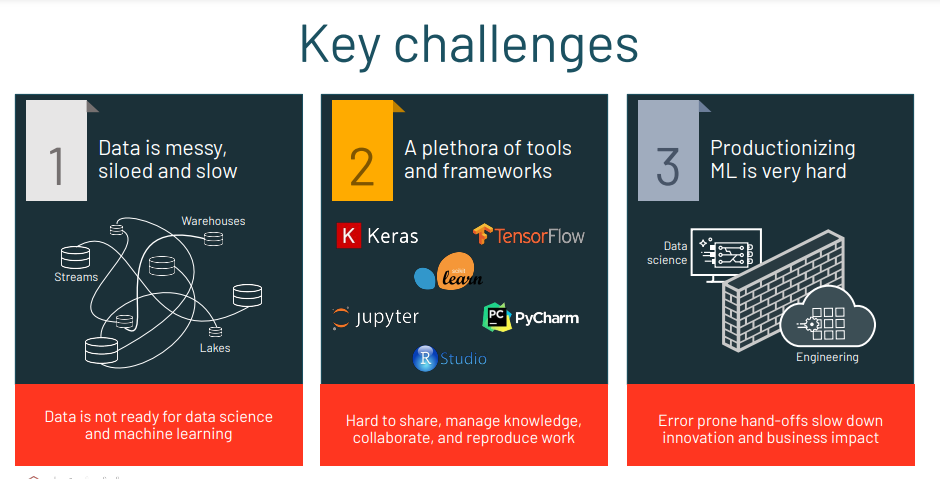 Key challenges
1
Data is messy,
siloed and slow
Warehouses
Streams
Lakes
Data is not ready for data science
and machine learning
2
A plethora of tools
and frameworks
K Keras
TensorFlow
scikit
learn
jupyter
PC PyCharm
R Studio
Hard to share, manage knowledge,
collaborate, and reproduce work
3
Productionizing
ML is very hard
Data
science
Engineering
Error prone hand-offs slow down
innovation and business impact